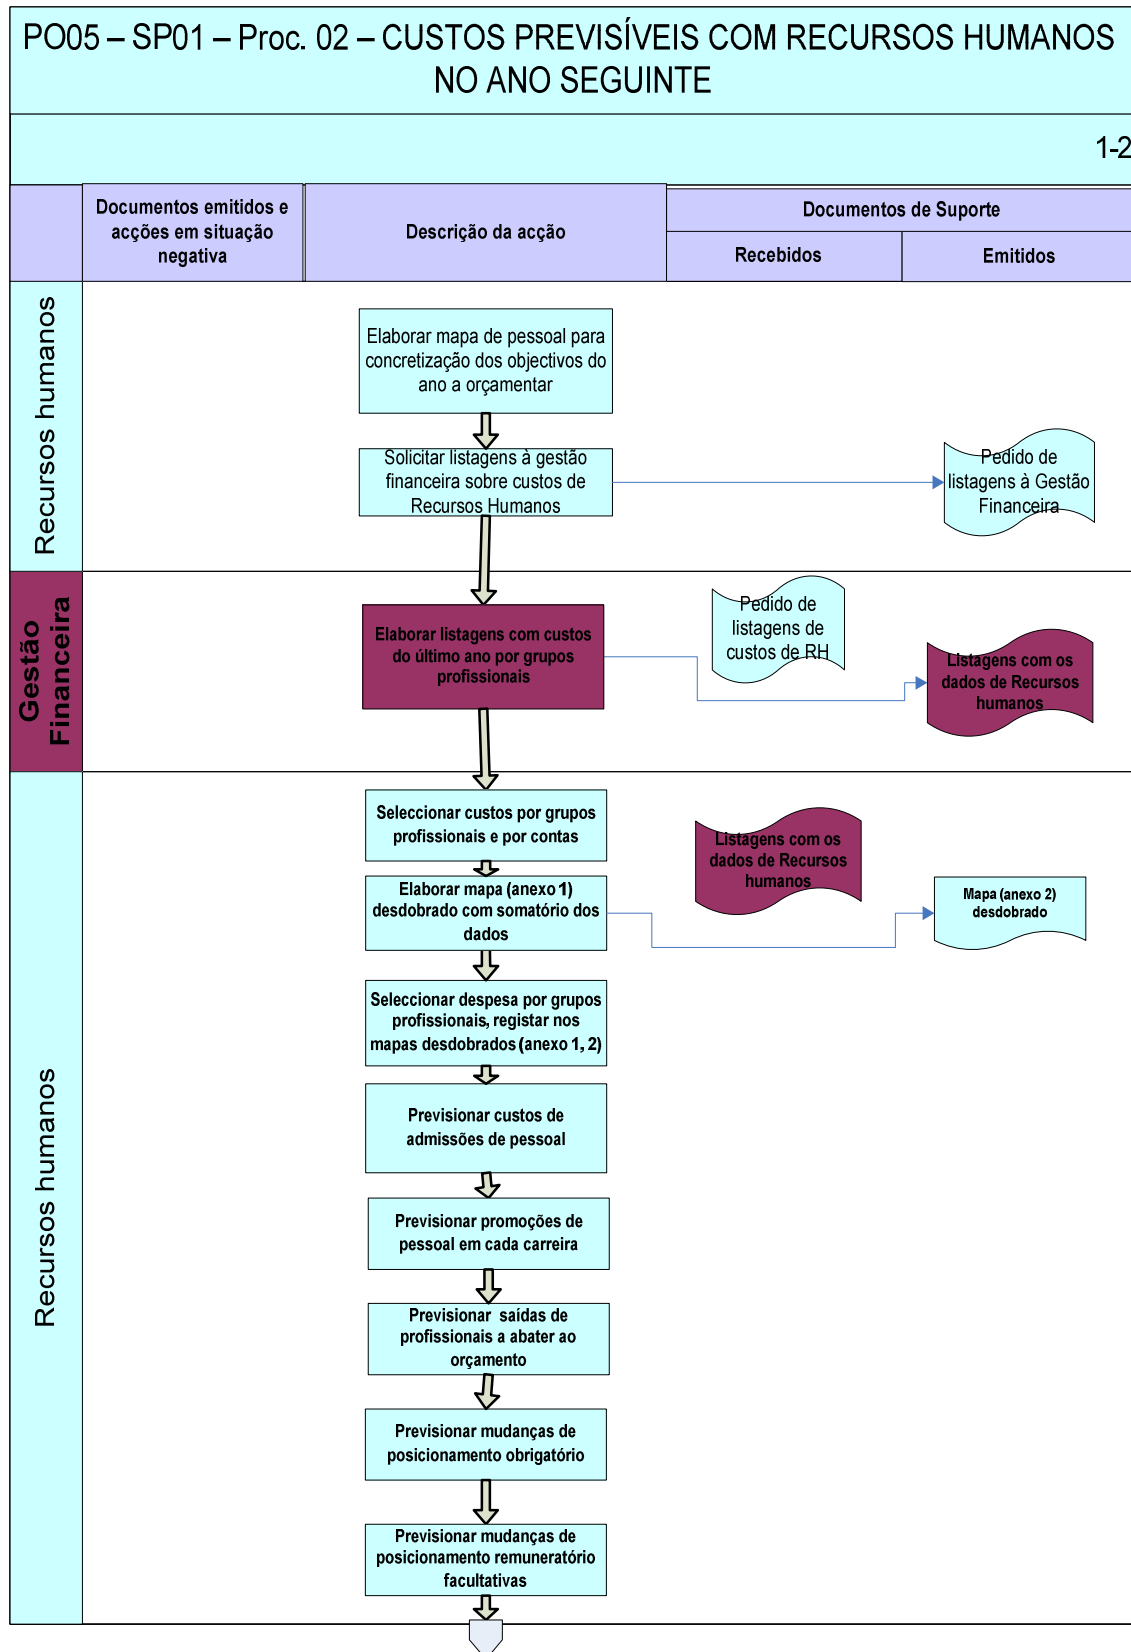 PO05 – SP01 – Proc. 02 – CUSTOS PREVISÍVEIS COM RECURSOS HUMANOS
NO ANO SEGUINTE
1-2
Documentos emitidos e
acções em situação
negativa
Descrição da acção
Documentos de Suporte
Recebidos
Emitidos
Recursos humanos
Elaborar mapa de pessoal para
concretização dos objectivos do
ano a orçamentar
Solicitar listagens à gestão
financeira sobre custos de
Recursos Humanos
Pedido de
listagens à Gestão
Financeira
Gestão
Financeira
Elaborar listagens com custos
do último ano por grupos
profissionais
Pedido de
listagens de
custos de RH
Listagens com os
dados de Recursos
humanos
Recursos humanos
Seleccionar custos por grupos
profissionais e por contas
Listagens com os
dados de Recursos
humanos
Elaborar mapa (anexo 1)
desdobrado com somatório dos
dados
Mapa (anexo 2)
desdobrado
Seleccionar despesa por grupos
profissionais, registar nos
mapas desdobrados (anexo 1, 2)
Previsionar custos de
admissões de pessoal
Previsionar promoções de
pessoal em cada carreira
Previsionar saídas de
profissionais a abater ao
orçamento
Previsionar mudanças de
posicionamento obrigatório
Previsionar mudanças de
posicionamento remuneratório
facultativas